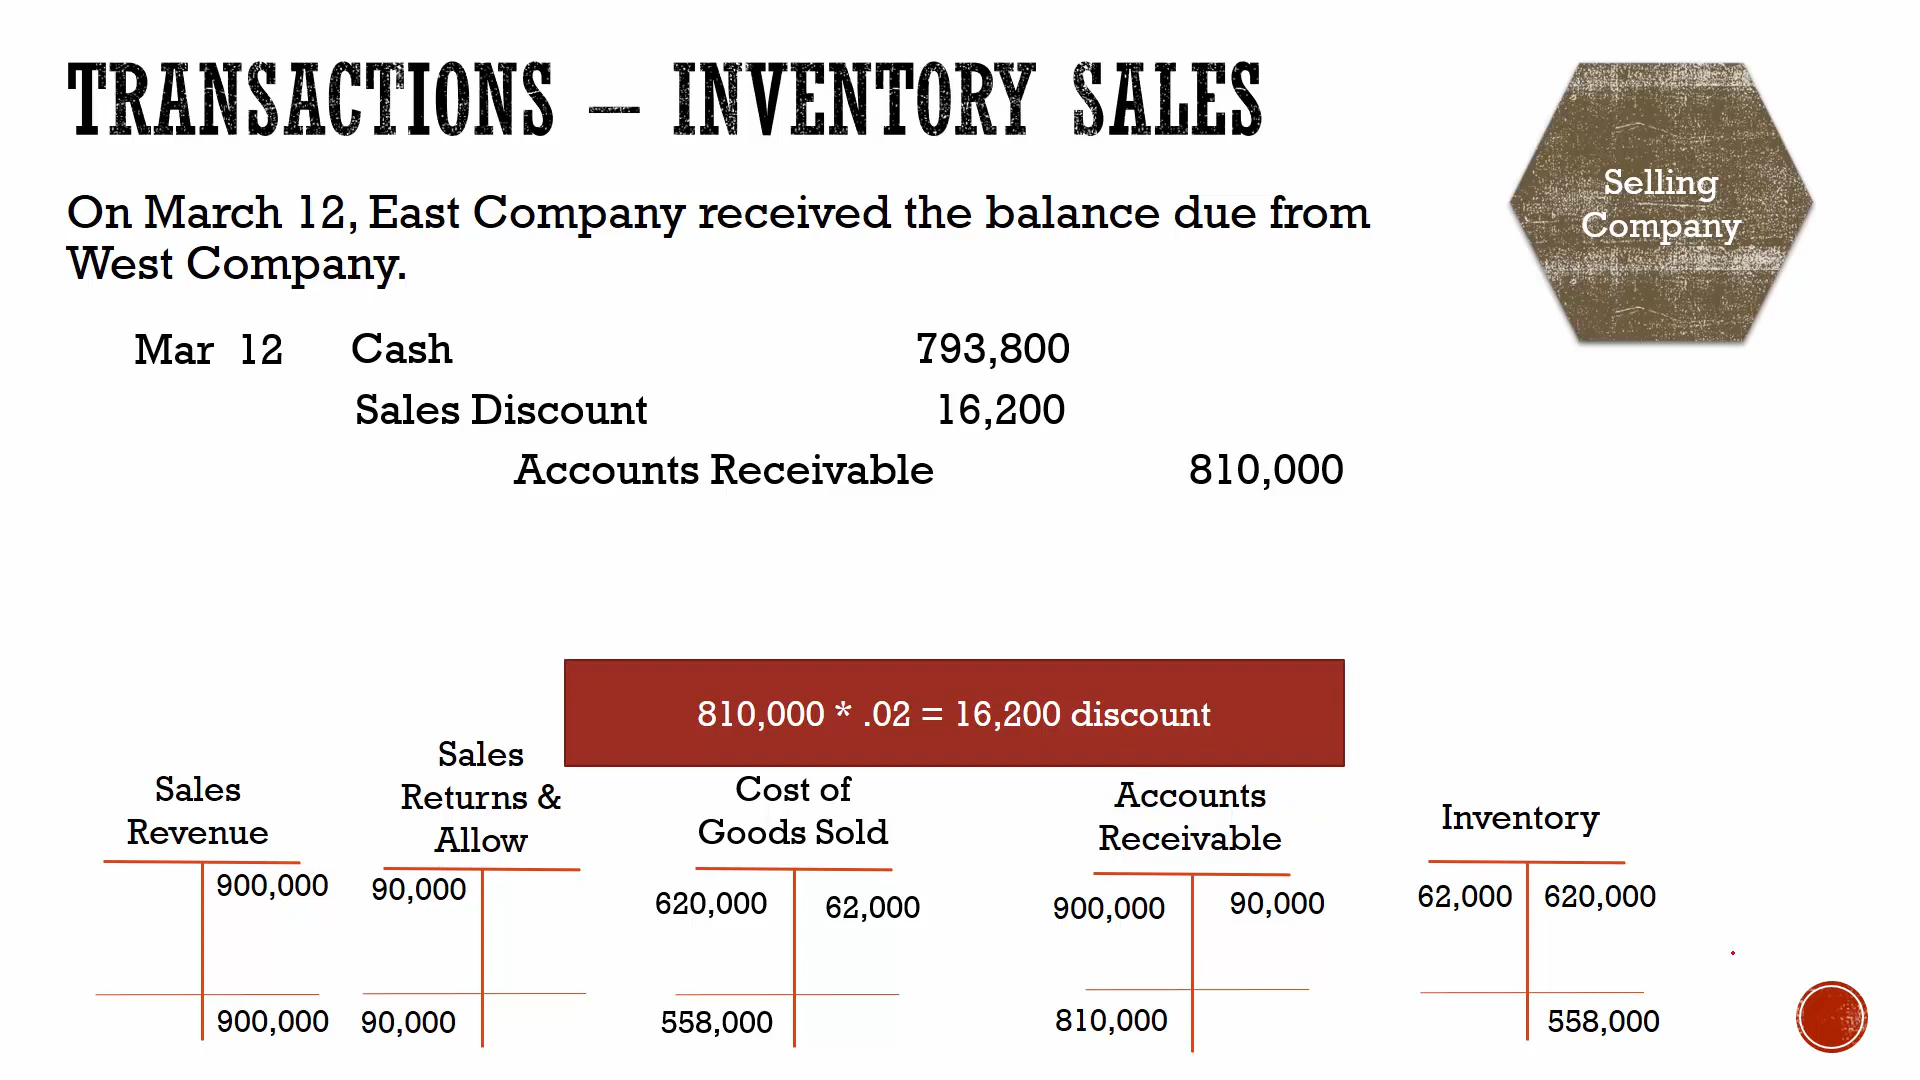 TRANSACTIONS – INVENTORY SALES
Selling
Company
On March 12, East Company received the balance due from
West Company.
Mar 12 Cash 793,800
Sales Discount 16,200
Accounts Receivable 810,000
810,000 * .02 = 16,200 discount
Sales
Revenue
900,000
900,000
Sales
Returns &
Allow
90,000
90,000
Cost of
Goods Sold
620,000 62,000
558,000
Accounts
Receivable
900,000 90,000
810,000
Inventory
62,000 620,000
558,000